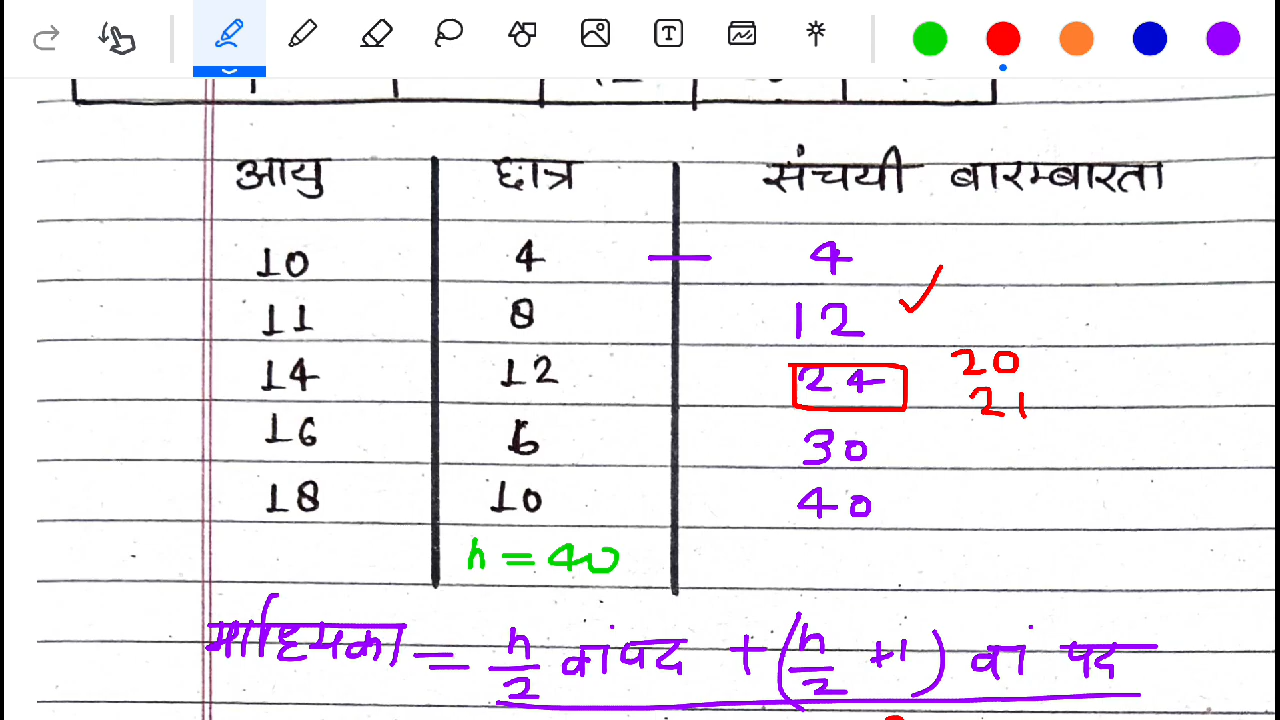 आयु छात्र संचयी बारम्बारता
10 4 4
11 8 12
14 12 24 20
21
16 6 30
18 10 40
n = 40
माध्यिका = n/2 वां पद + (n/2 +1) वां पद